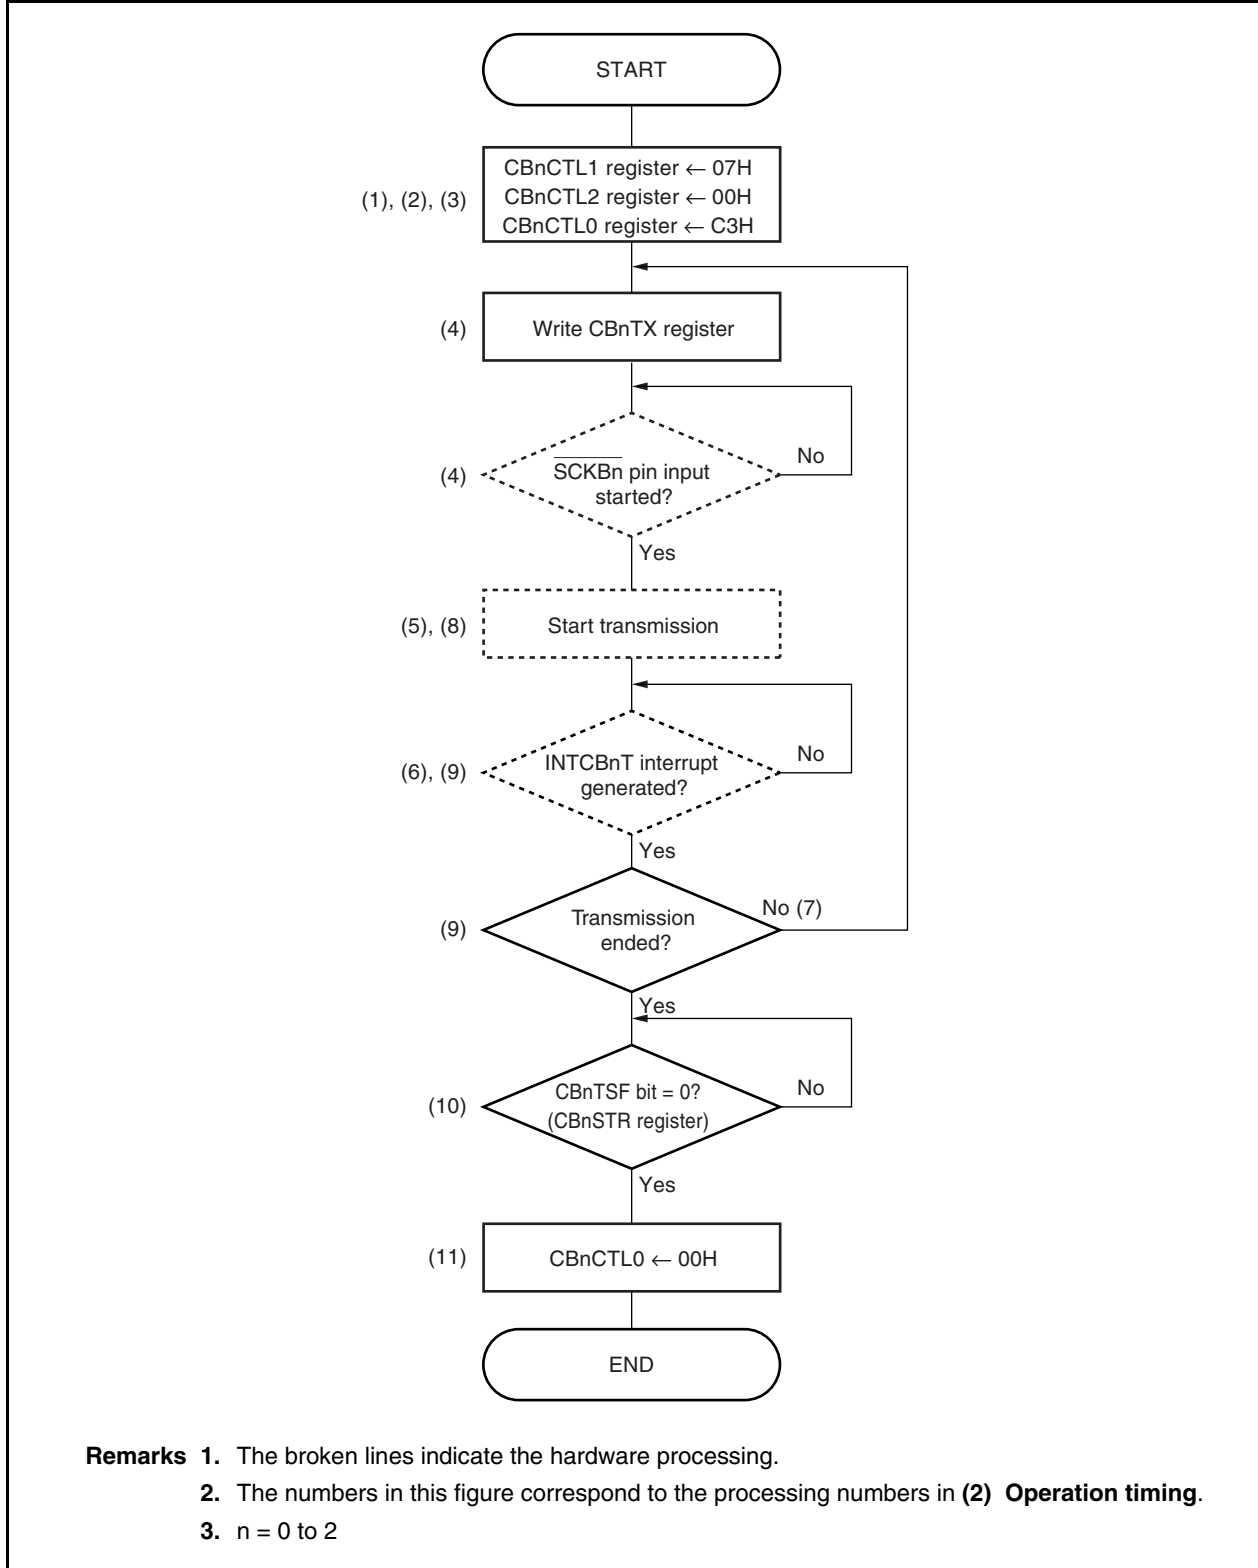 START
CBnCTL1 register ← 07H
(1), (2), (3)
CBnCTL2 register ← 00H
CBnCTL0 register ← C3H
(4)
Write CBnTX register
(4)
SCKBn pin input
started?
No
Yes
(5), (8)
Start transmission
(6), (9)
INTCBnT interrupt
generated?
No
Yes
(9)
Transmission
ended?
No (7)
Yes
(10)
CBnTSF bit = 0?
(CBnSTR register)
No
Yes
(11)
CBnCTL0 ← 00H
END
Remarks 1. The broken lines indicate the hardware processing.
2. The numbers in this figure correspond to the processing numbers in (2) Operation timing.
3. n = 0 to 2